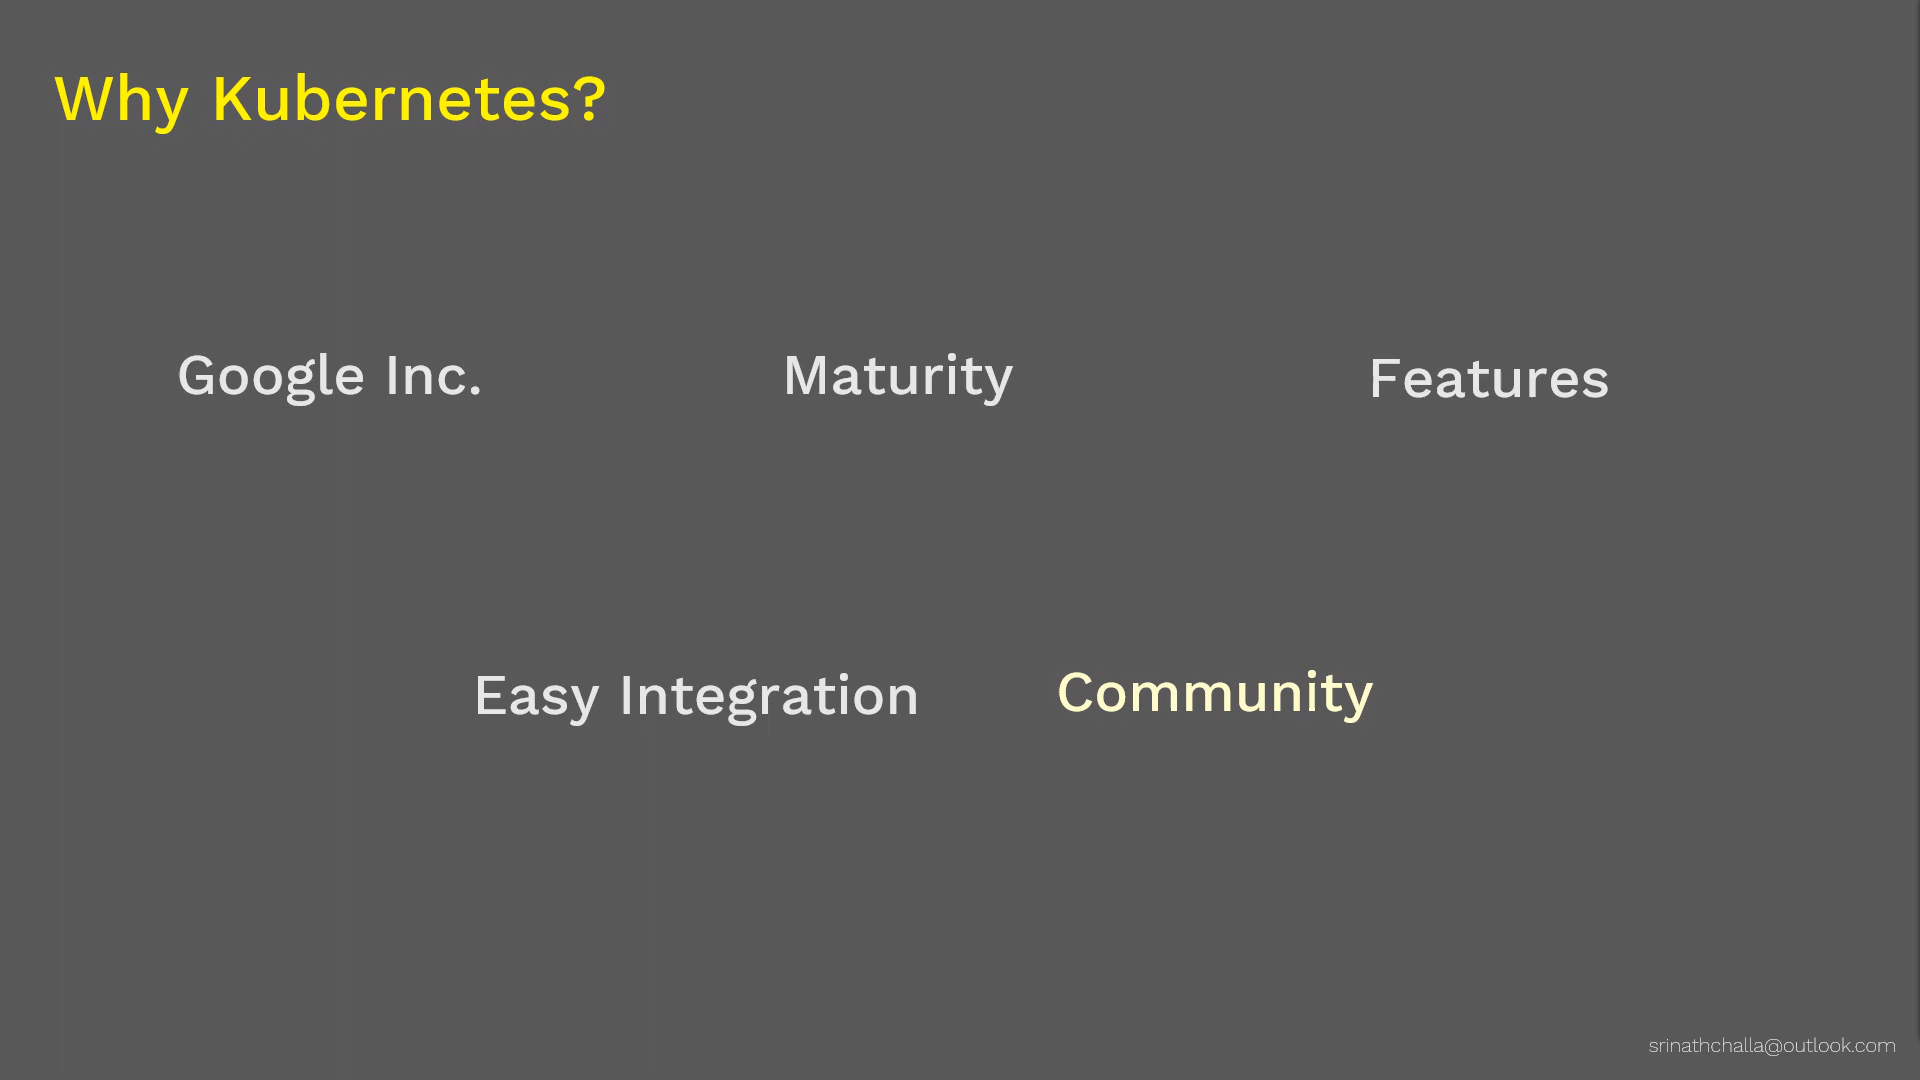 Why Kubernetes?
Google Inc.
Maturity
Features
Easy Integration
Community
srinathchalla@outlook.com